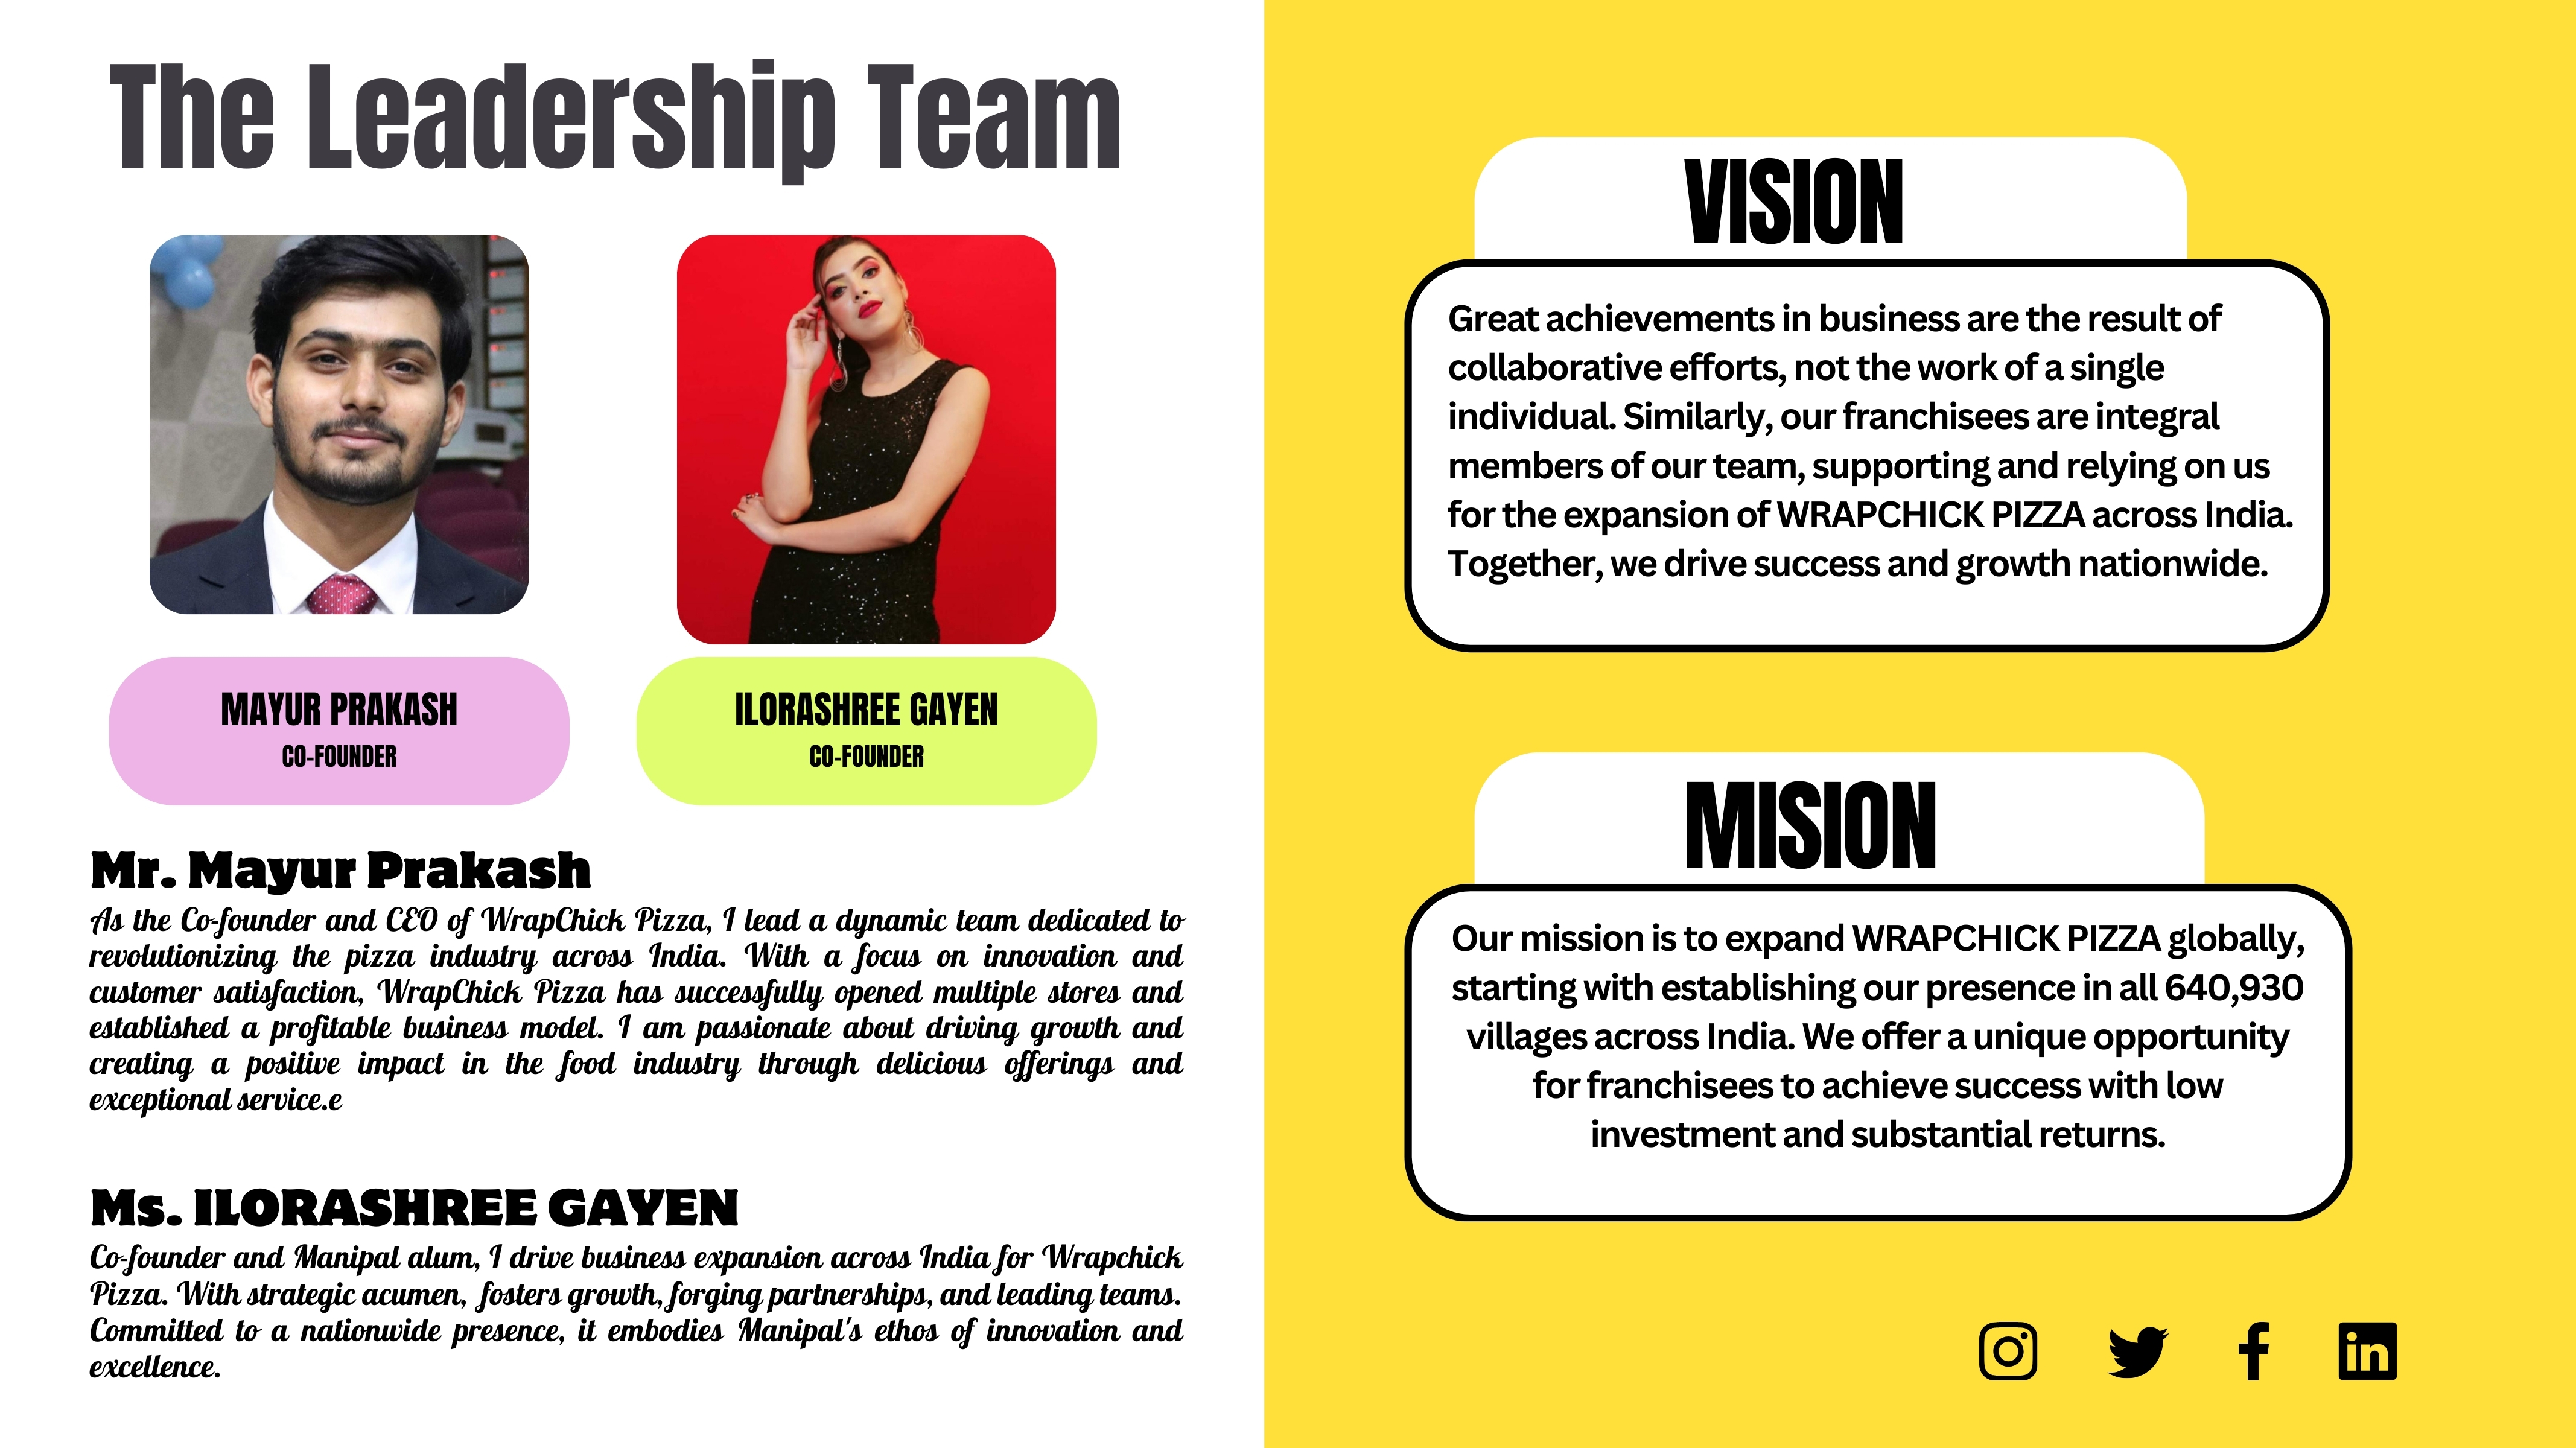 The Leadership Team
MAYUR PRAKASH
CO-FOUNDER
ILORASHREE GAYEN
CO-FOUNDER
Mr. Mayur Prakash
As the Co-founder and CEO of WrapChick Pizza, I lead a dynamic team dedicated to
revolutionizing the pizza industry across India. With a focus on innovation and
customer satisfaction, WrapChick Pizza has successfully opened multiple stores and
established a profitable business model. I am passionate about driving growth and
creating a positive impact in the food industry through delicious offerings and
exceptional service.e
Ms. ILORASHREE GAYEN
Co-founder and Manipal alum, I drive business expansion across India for Wrapchick
Pizza. With strategic acumen, fosters growth, forging partnerships, and leading teams.
Committed to a nationwide presence, it embodies Manipal's ethos of innovation and
excellence.
VISION
Great achievements in business are the result of
collaborative efforts, not the work of a single
individual. Similarly, our franchisees are integral
members of our team, supporting and relying on us
for the expansion of WRAPCHICK PIZZA across India.
Together, we drive success and growth nationwide.
MISION
Our mission is to expand WRAPCHICK PIZZA globally,
starting with establishing our presence in all 640,930
villages across India. We offer a unique opportunity
for franchisees to achieve success with low
investment and substantial returns.